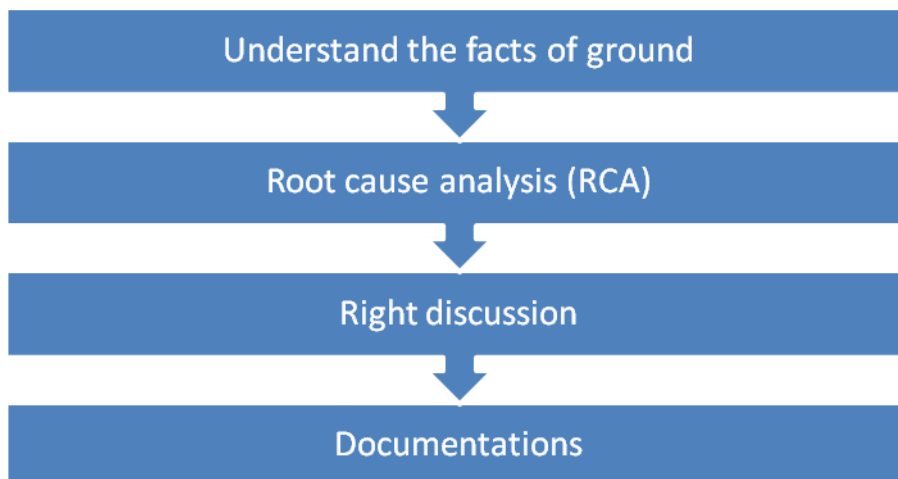 Understand the facts of ground
Root cause analysis (RCA)
Right discussion
Documentations